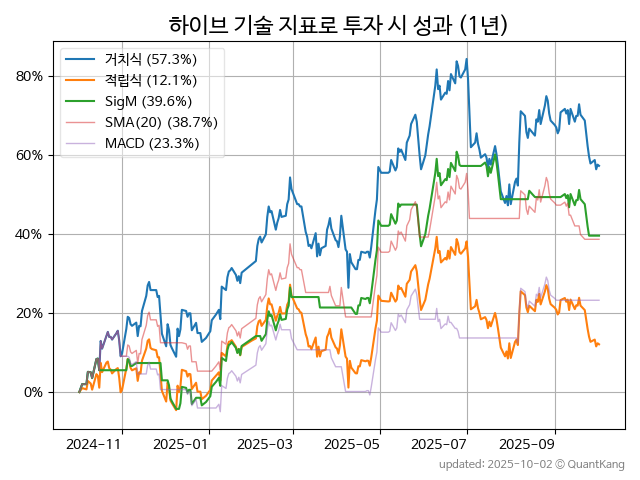 하이브 기술 지표로 투자 시 성과 (1년)
거치식 (57.3%)
적립식 (12.1%)
SigM (39.6%)
SMA(20) (38.7%)
MACD (23.3%)
80%
60%
40%
20%
0%
2024-11 2025-01 2025-03 2025-05 2025-07 2025-09
updated: 2025-10-02 © QuantKang